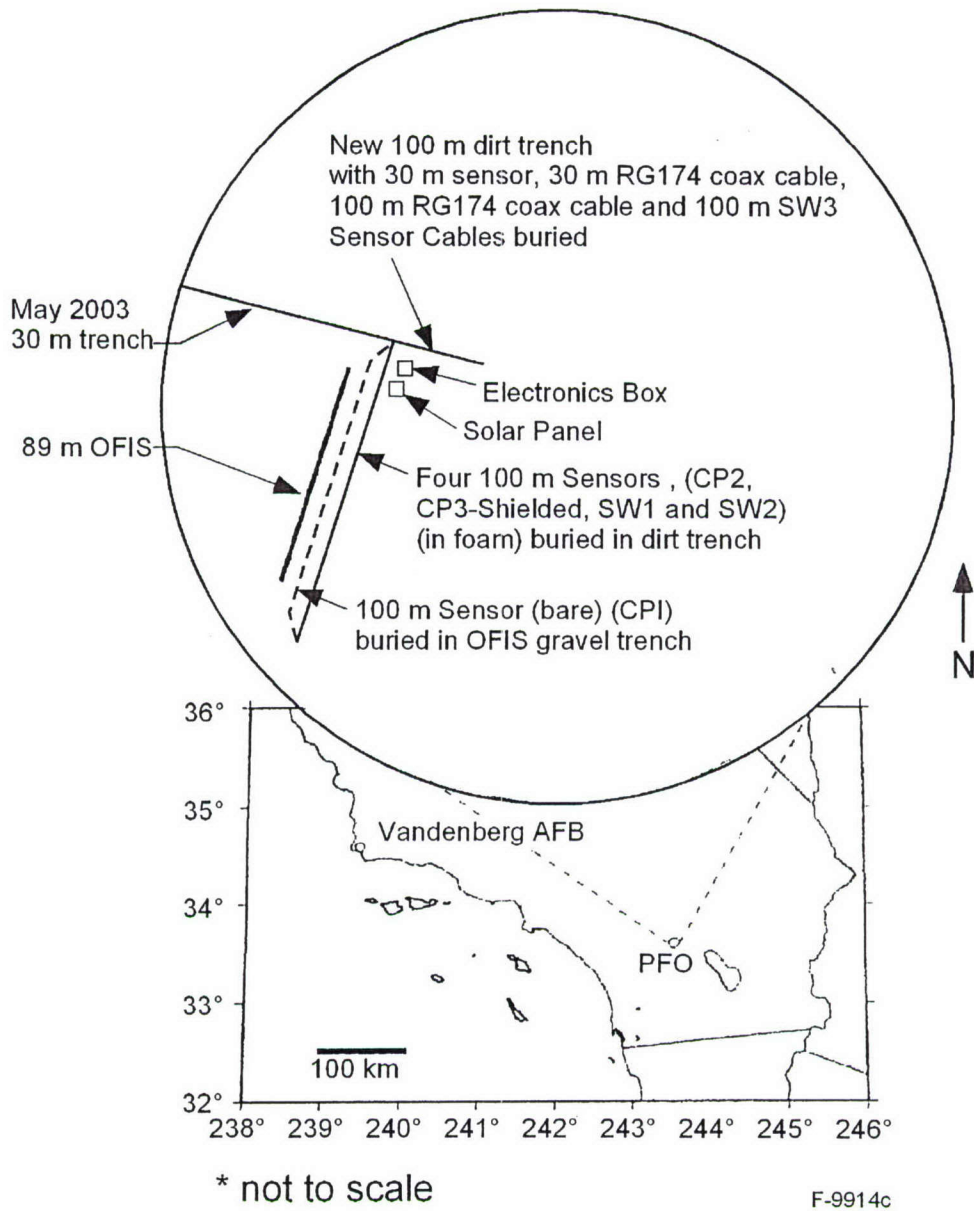 New 100 m dirt trench
with 30 m sensor, 30 m RG174 coax cable,
100 m RG174 coax cable and 100 m SW3
Sensor Cables buried
May 2003
30 m trench
Electronics Box
Solar Panel
89 m OFIS
Four 100 m Sensors , (CP2,
CP3-Shielded, SW1 and SW2)
(in foam) buried in dirt trench
100 m Sensor (bare) (CPI)
buried in OFIS gravel trench
N
36°
35°
Vandenberg AFB
34°
PFO
33°
100 km
32°
238° 239° 240° 241° 242° 243° 244° 245° 246°
* not to scale
F-9914c